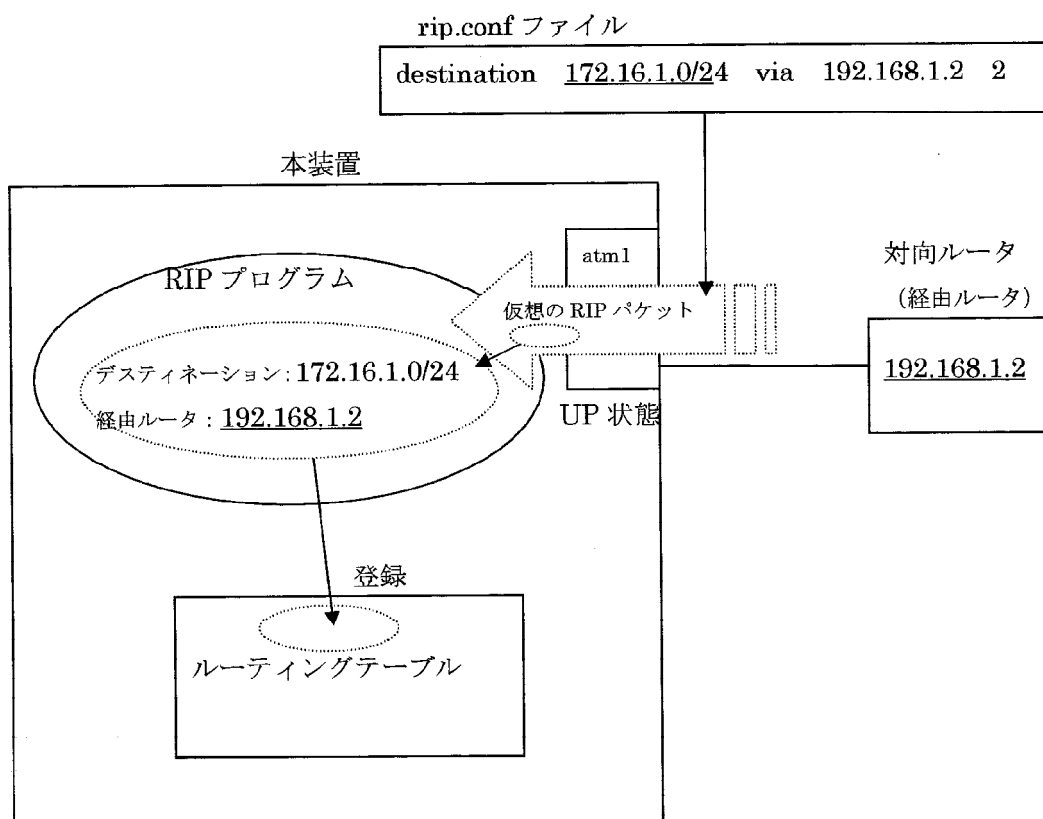 rip.conf ファイル
destination 172.16.1.0/24 via 192.168.1.2 2
本装置
atm1
対向ルータ
（経由ルータ）
RIP プログラム
仮想の RIP パケット
デスティネーション: 172.16.1.0/24
192.168.1.2
経由ルータ : 192.168.1.2
UP 状態
登録
ルーティングテーブル